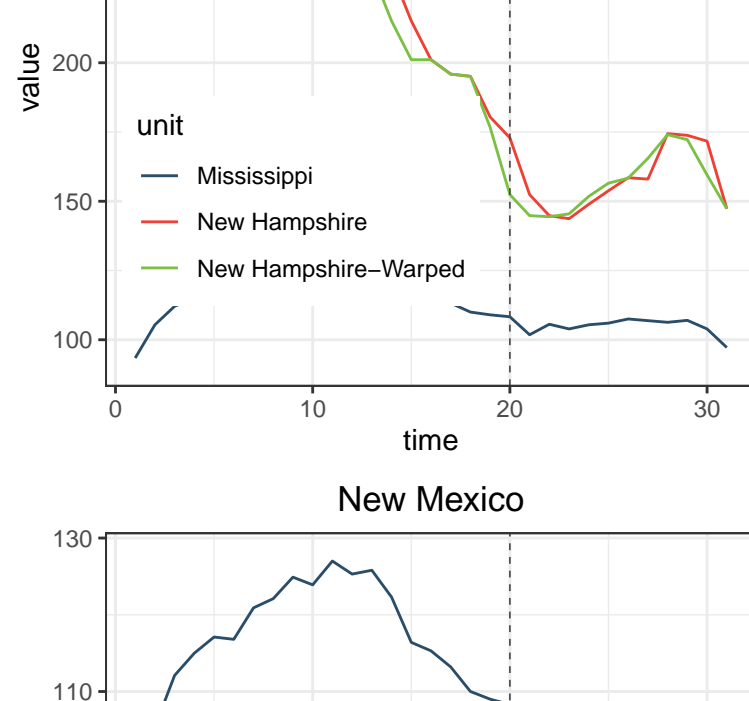 value
200
150
100
unit
Mississippi
New Hampshire
New Hampshire−Warped
0 10 20 30
time
New Mexico
130
110